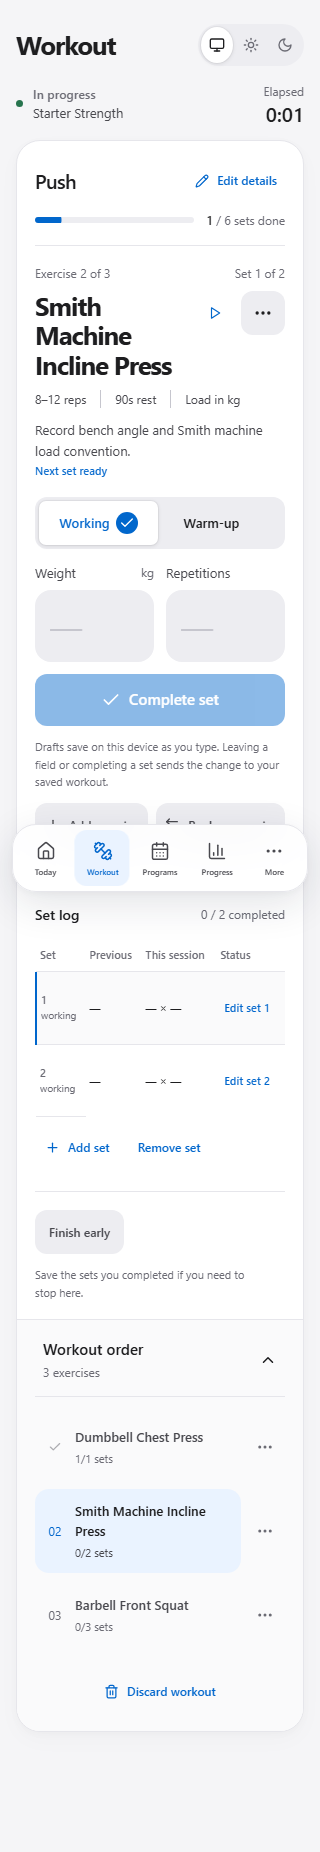 Workout
In progress
Starter Strength
Elapsed
0:01
Push
Edit details
1 / 6 sets done
Exercise 2 of 3
Set 1 of 2
Smith
Machine
Incline Press
8–12 reps
90s rest
Load in kg
Record bench angle and Smith machine
load convention.
Next set ready
Working
Warm-up
Weight
kg
Repetitions
Complete set
Drafts save on this device as you type. Leaving a
field or completing a set sends the change to your
saved workout.
Today
Workout
Programs
Progress
More
Set log
0 / 2 completed
Set
Previous
This session
Status
1
working
—
— × —
Edit set 1
2
working
—
— × —
Edit set 2
Add set
Remove set
Finish early
Save the sets you completed if you need to
stop here.
Workout order
3 exercises
Dumbbell Chest Press
1/1 sets
02
Smith Machine Incline
Press
0/2 sets
03
Barbell Front Squat
0/3 sets
Discard workout